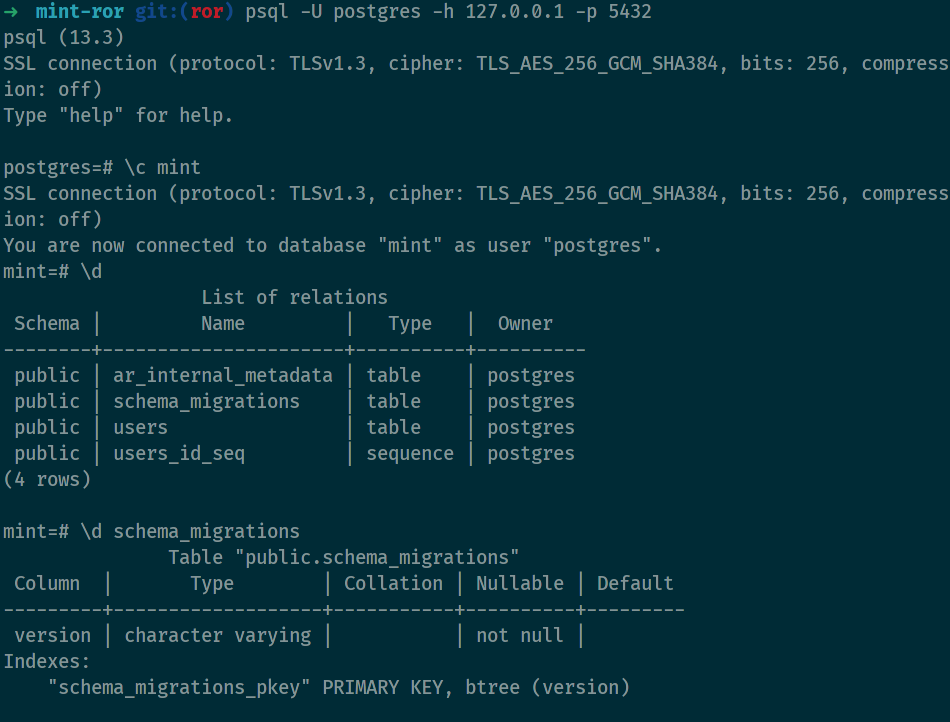 → mint-ror git:(ror) psql -U postgres -h 127.0.0.1 -p 5432
psql (13.3)
SSL connection (protocol: TLSv1.3, cipher: TLS_AES_256_GCM_SHA384, bits: 256, compress
ion: off)
Type "help" for help.

postgres=# \c mint
SSL connection (protocol: TLSv1.3, cipher: TLS_AES_256_GCM_SHA384, bits: 256, compress
ion: off)
You are now connected to database "mint" as user "postgres".
mint=# \d
                  List of relations
 Schema |         Name         |   Type   |  Owner
--------+----------------------+----------+----------
 public | ar_internal_metadata | table    | postgres
 public | schema_migrations    | table    | postgres
 public | users                | table    | postgres
 public | users_id_seq         | sequence | postgres
(4 rows)

mint=# \d schema_migrations
               Table "public.schema_migrations"
 Column  |       Type        | Collation | Nullable | Default
---------+-------------------+-----------+----------+---------
 version | character varying |           | not null |
Indexes:
    "schema_migrations_pkey" PRIMARY KEY, btree (version)